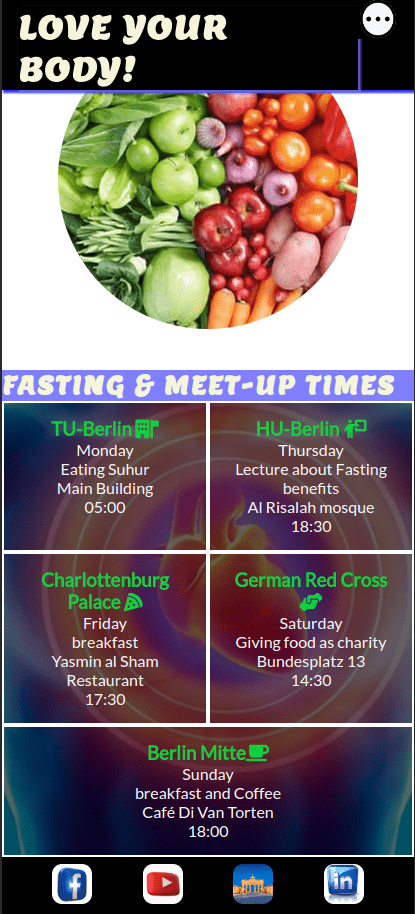 LOVE YOUR
BODY!
FASTING & MEET-UP TIMES
TU-Berlin
Monday
Eating Suhur
Main Building
05:00
HU-Berlin
Thursday
Lecture about Fasting
benefits
Al Risalah mosque
18:30
Charlottenburg
Palace
Friday
breakfast
Yasmin al Sham
Restaurant
17:30
German Red Cross
Saturday
Giving food as charity
Bundesplatz 13
14:30
Berlin Mitte
Sunday
breakfast and Coffee
Café Di Van Torten
18:00
f
in